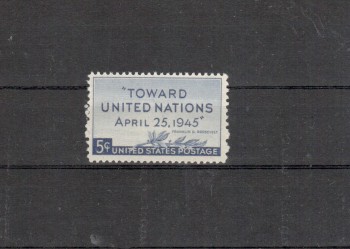 "TOWARD
UNITED NATIONS
APRIL 25, 1945"
FRANKLIN D. ROOSEVELT
5¢
UNITED STATES POSTAGE